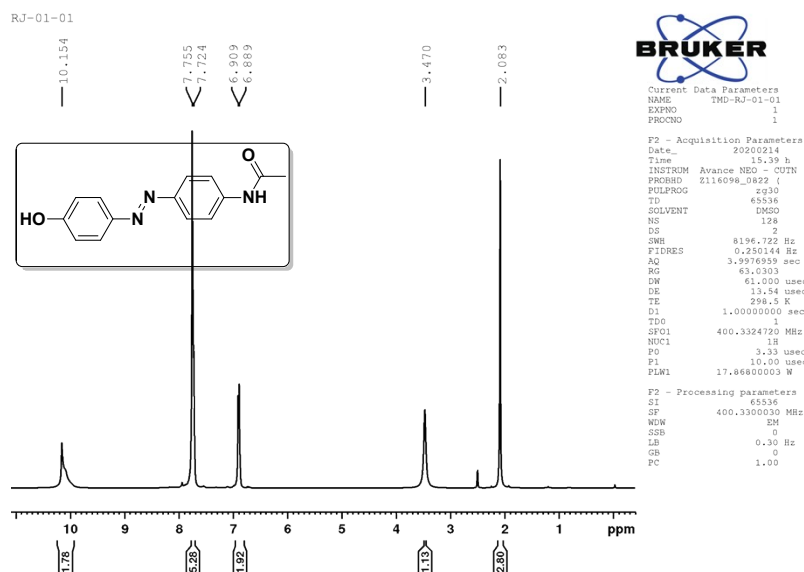 RJ-01-01
10.154
7.755
7.724
6.909
6.889
3.470
2.083
BRUKER
Current Data Parameters
NAME TMD-RJ-01-01
EXPNO 1
PROCNO 1
F2 - Acquisition Parameters
Date_ 20200214
Time 15.39 h
INSTRUM Avance NEO - CUTN
PROBHD Z116098_0822 (
PULPROG zg30
TD 65536
SOLVENT DMSO
NS 128
DS 2
SWH 8196.722 Hz
FIDRES 0.250144 Hz
AQ 3.9976959 sec
RG 63.0303
DW 61.000 usec
DE 13.54 usec
TE 298.5 K
D1 1.00000000 sec
TD0 1
SFO1 400.3324720 MHz
NUC1 1H
P0 3.33 usec
P1 10.00 usec
PLW1 17.86800003 W
F2 - Processing parameters
SI 65536
SF 400.3300030 MHz
WDW EM
SSB 0
LB 0.30 Hz
GB 0
PC 1.00
O
N
NH
HO
N
10 9 8 7 6 5 4 3 2 1 ppm
1.78
5.28
1.92
1.13
2.80